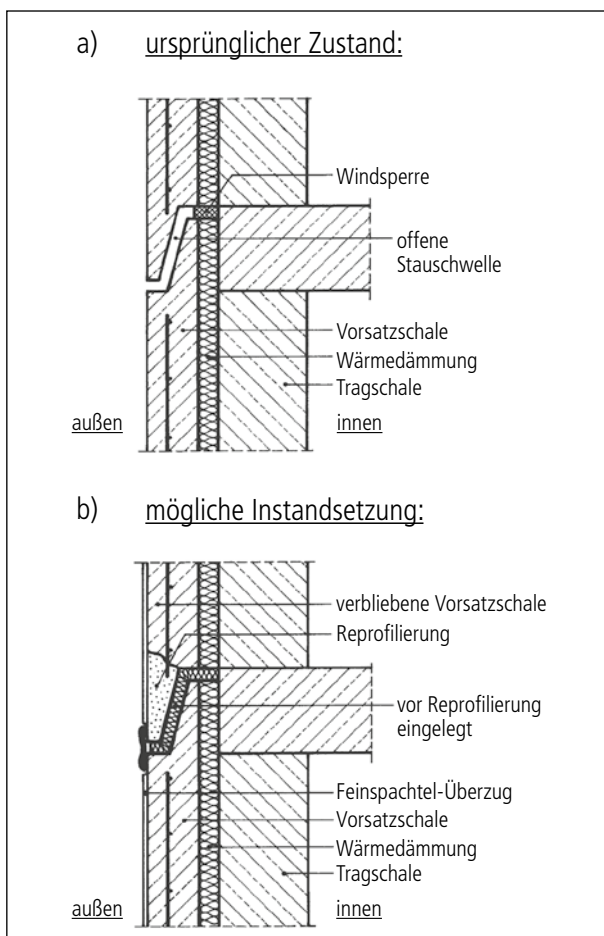 a) ursprünglicher Zustand:
Windsperre
offene
Stauschwelle
Vorsatzschale
Wärmedämmung
Tragschale
außen innen
b) mögliche Instandsetzung:
verbliebene Vorsatzschale
Reprofilierung
vor Reprofilierung
eingelegt
Feinspachtel-Überzug
Vorsatzschale
Wärmedämmung
Tragschale
außen innen